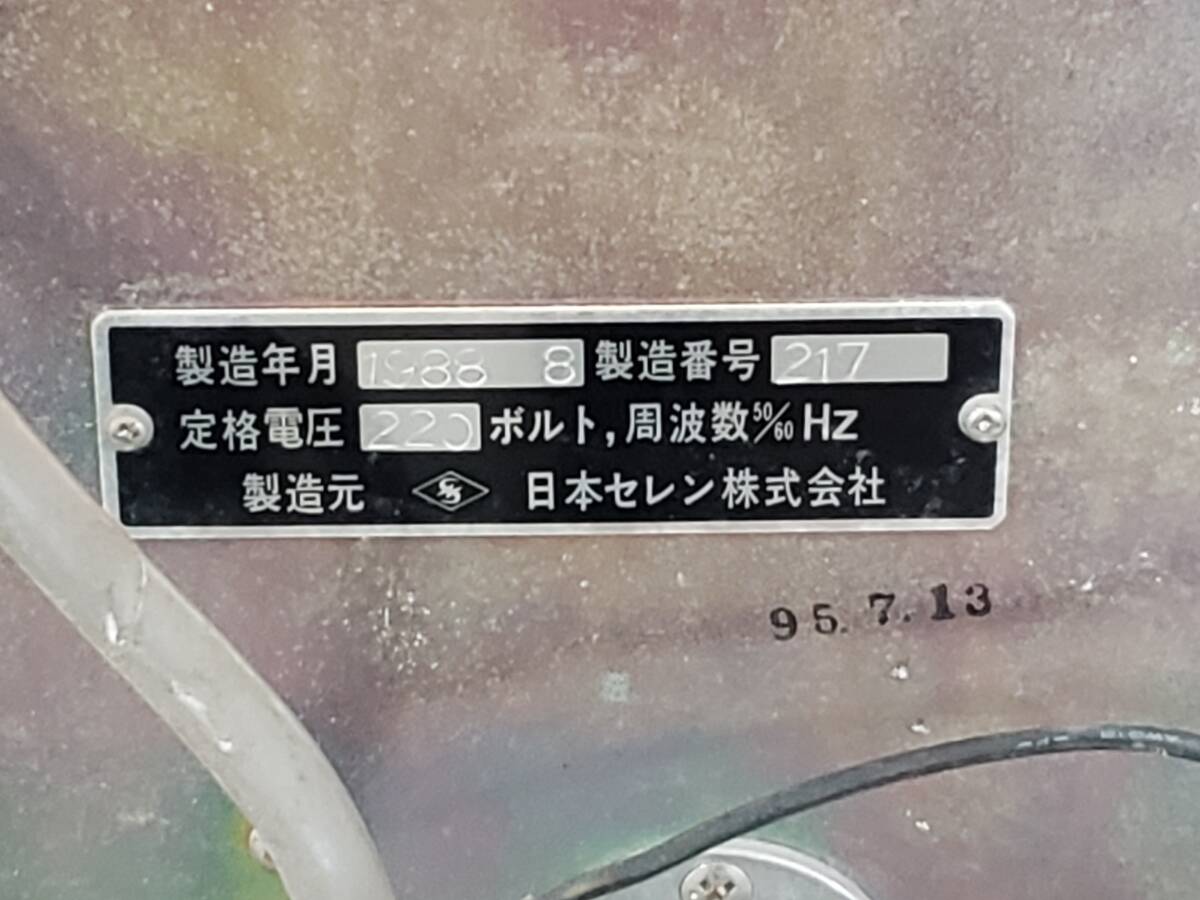 製造年月 1988 8 製造番号 217
定格電圧 220 ボルト, 周波数 50/60 Hz
製造元 日本セレン株式会社
95.7.13